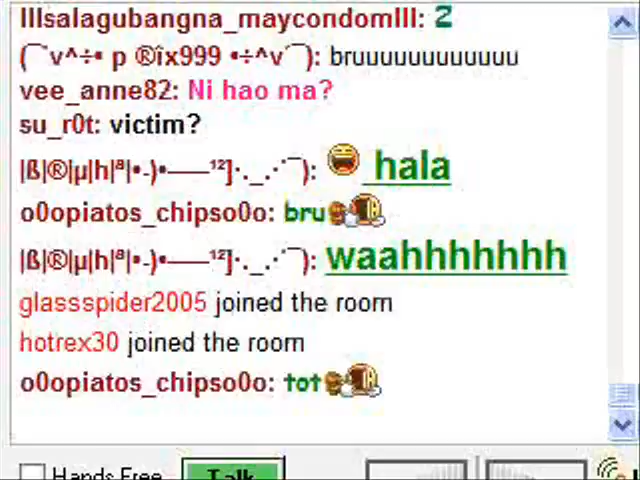 IIIsalagubangna_maycondomIII: 2
(¯`v^÷• p ®îx999 •÷^v´¯): bruuuuuuuuuuuu
vee_anne82: Ni hao ma?
su_r0t: victim?
|ß|®|µ|h|ª|•-)•–––¹²]·._.·´¯): hala
o0opiatos_chipso0o: bru
|ß|®|µ|h|ª|•-)•–––¹²]·._.·´¯): waahhhhhhh
glassspider2005 joined the room
hotrex30 joined the room
o0opiatos_chipso0o: tot
Hands Free Talk